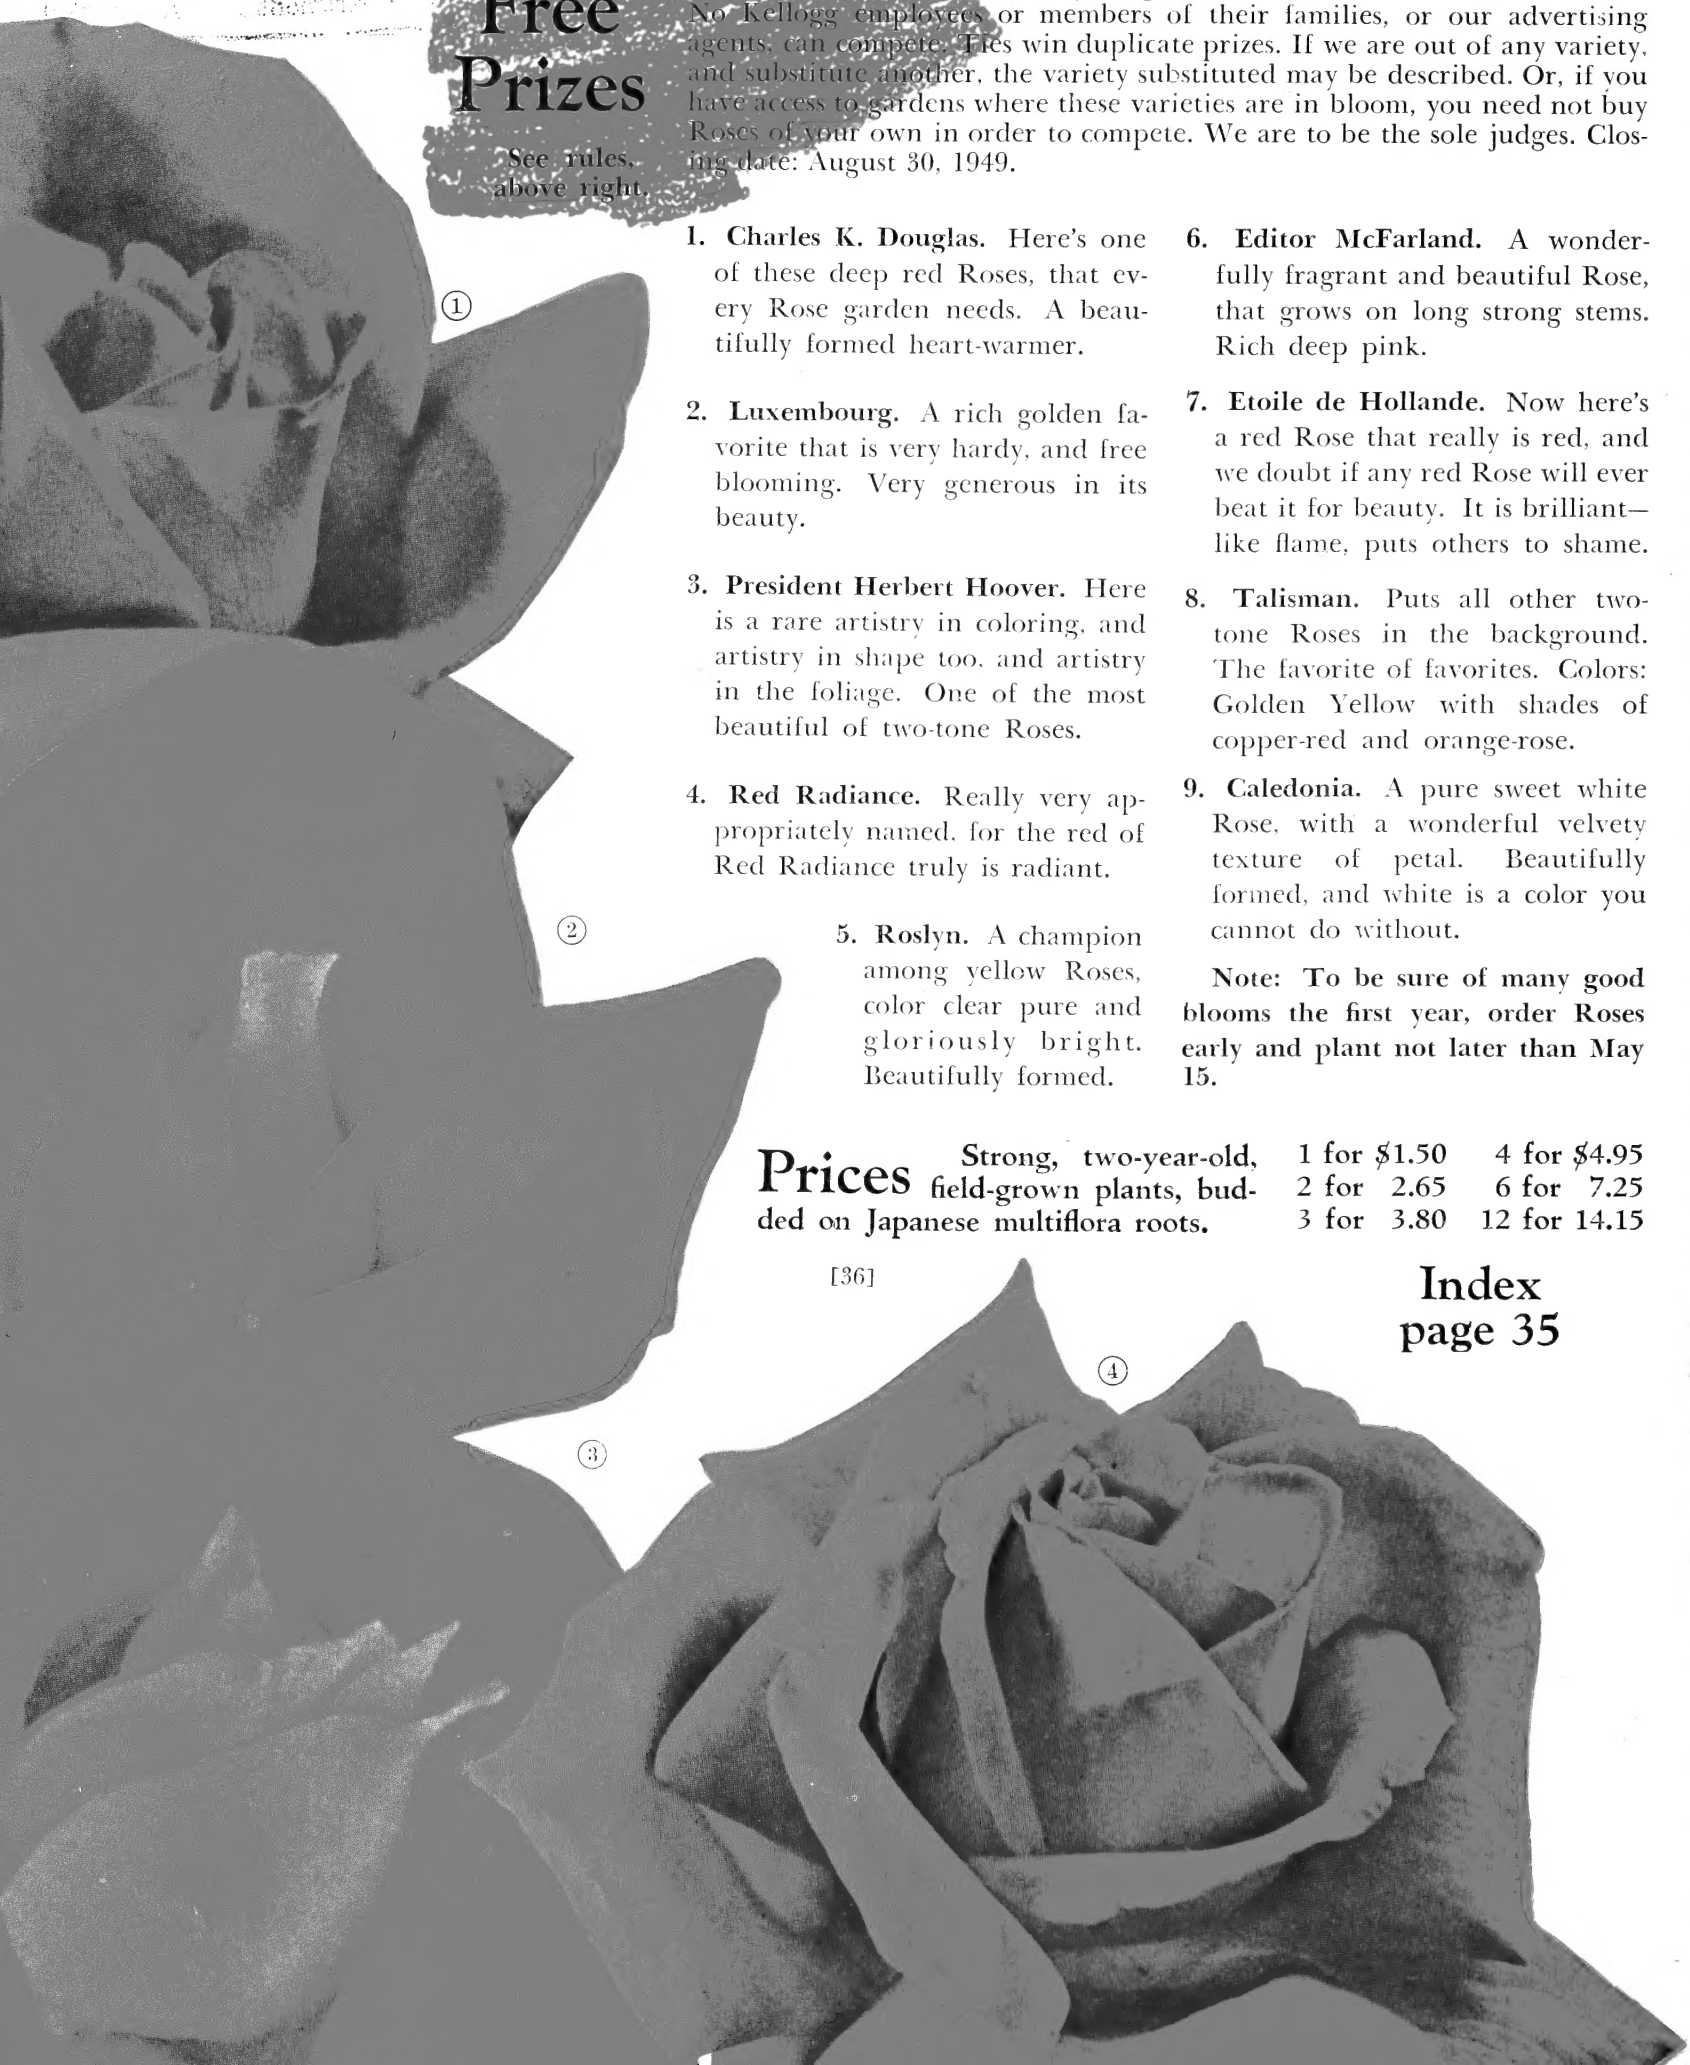 Free
Prizes
See rules,
above right.
No Kellogg employees or members of their families, or our advertising
agents, can compete. Ties win duplicate prizes. If we are out of any variety,
and substitute another, the variety substituted may be described. Or, if you
have access to gardens where these varieties are in bloom, you need not buy
Roses of your own in order to compete. We are to be the sole judges. Clos-
ing date: August 30, 1949.
1. Charles K. Douglas. Here's one
of these deep red Roses, that ev-
ery Rose garden needs. A beau-
tifully formed heart-warmer.
2. Luxembourg. A rich golden fa-
vorite that is very hardy, and free
blooming. Very generous in its
beauty.
3. President Herbert Hoover. Here
is a rare artistry in coloring, and
artistry in shape too, and artistry
in the foliage. One of the most
beautiful of two-tone Roses.
4. Red Radiance. Really very ap-
propriately named, for the red of
Red Radiance truly is radiant.
5. Roslyn. A champion
among yellow Roses,
color clear pure and
gloriously bright.
Beautifully formed.
6. Editor McFarland. A wonder-
fully fragrant and beautiful Rose,
that grows on long strong stems.
Rich deep pink.
7. Etoile de Hollande. Now here's
a red Rose that really is red, and
we doubt if any red Rose will ever
beat it for beauty. It is brilliant—
like flame, puts others to shame.
8. Talisman. Puts all other two-
tone Roses in the background.
The favorite of favorites. Colors:
Golden Yellow with shades of
copper-red and orange-rose.
9. Caledonia. A pure sweet white
Rose, with a wonderful velvety
texture of petal. Beautifully
formed, and white is a color you
cannot do without.
Note: To be sure of many good
blooms the first year, order Roses
early and plant not later than May
15.
Prices Strong, two-year-old,
field-grown plants, bud-
ded on Japanese multiflora roots.
1 for $1.50 4 for $4.95
2 for 2.65 6 for 7.25
3 for 3.80 12 for 14.15
[36]
Index
page 35
1
2
3
4